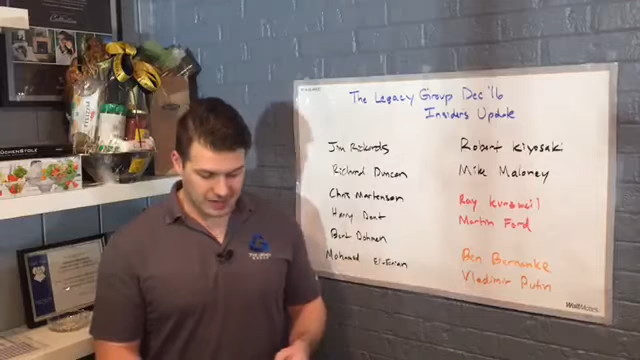 The Legacy Group Dec '16
Insiders Update
Jim Rickards
Richard Duncan
Chris Martenson
Harry Dent
Bert Dohmen
Mohamad El-Erian
Robert Kiyosaki
Mike Maloney
Ray Kurzweil
Martin Ford
Ben Bernanke
Vladimir Putin